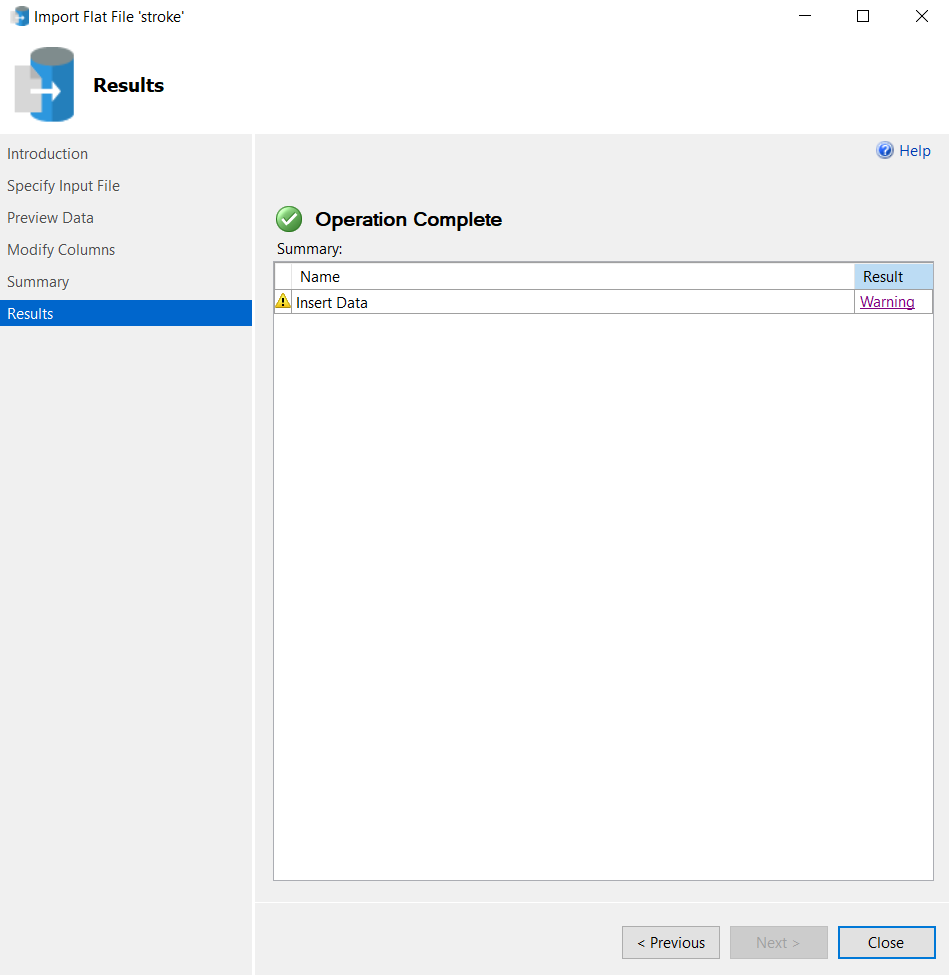 Import Flat File 'stroke'
Results
Introduction
Specify Input File
Preview Data
Modify Columns
Summary
Results
Help
Operation Complete
Summary:
Name Result
Insert Data Warning
< Previous Next > Close